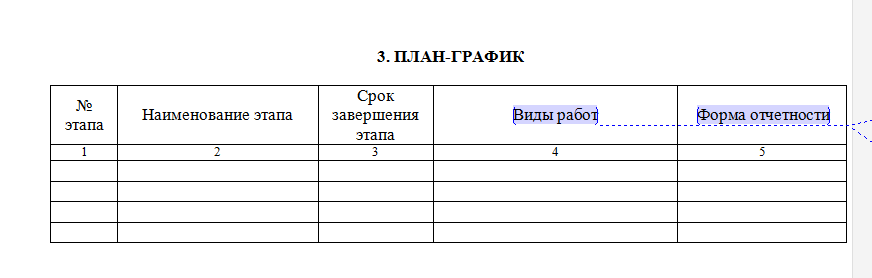 3. ПЛАН-ГРАФИК
№ этапа
Наименование этапа
Срок завершения этапа
Виды работ
Форма отчетности
1 2 3 4 5